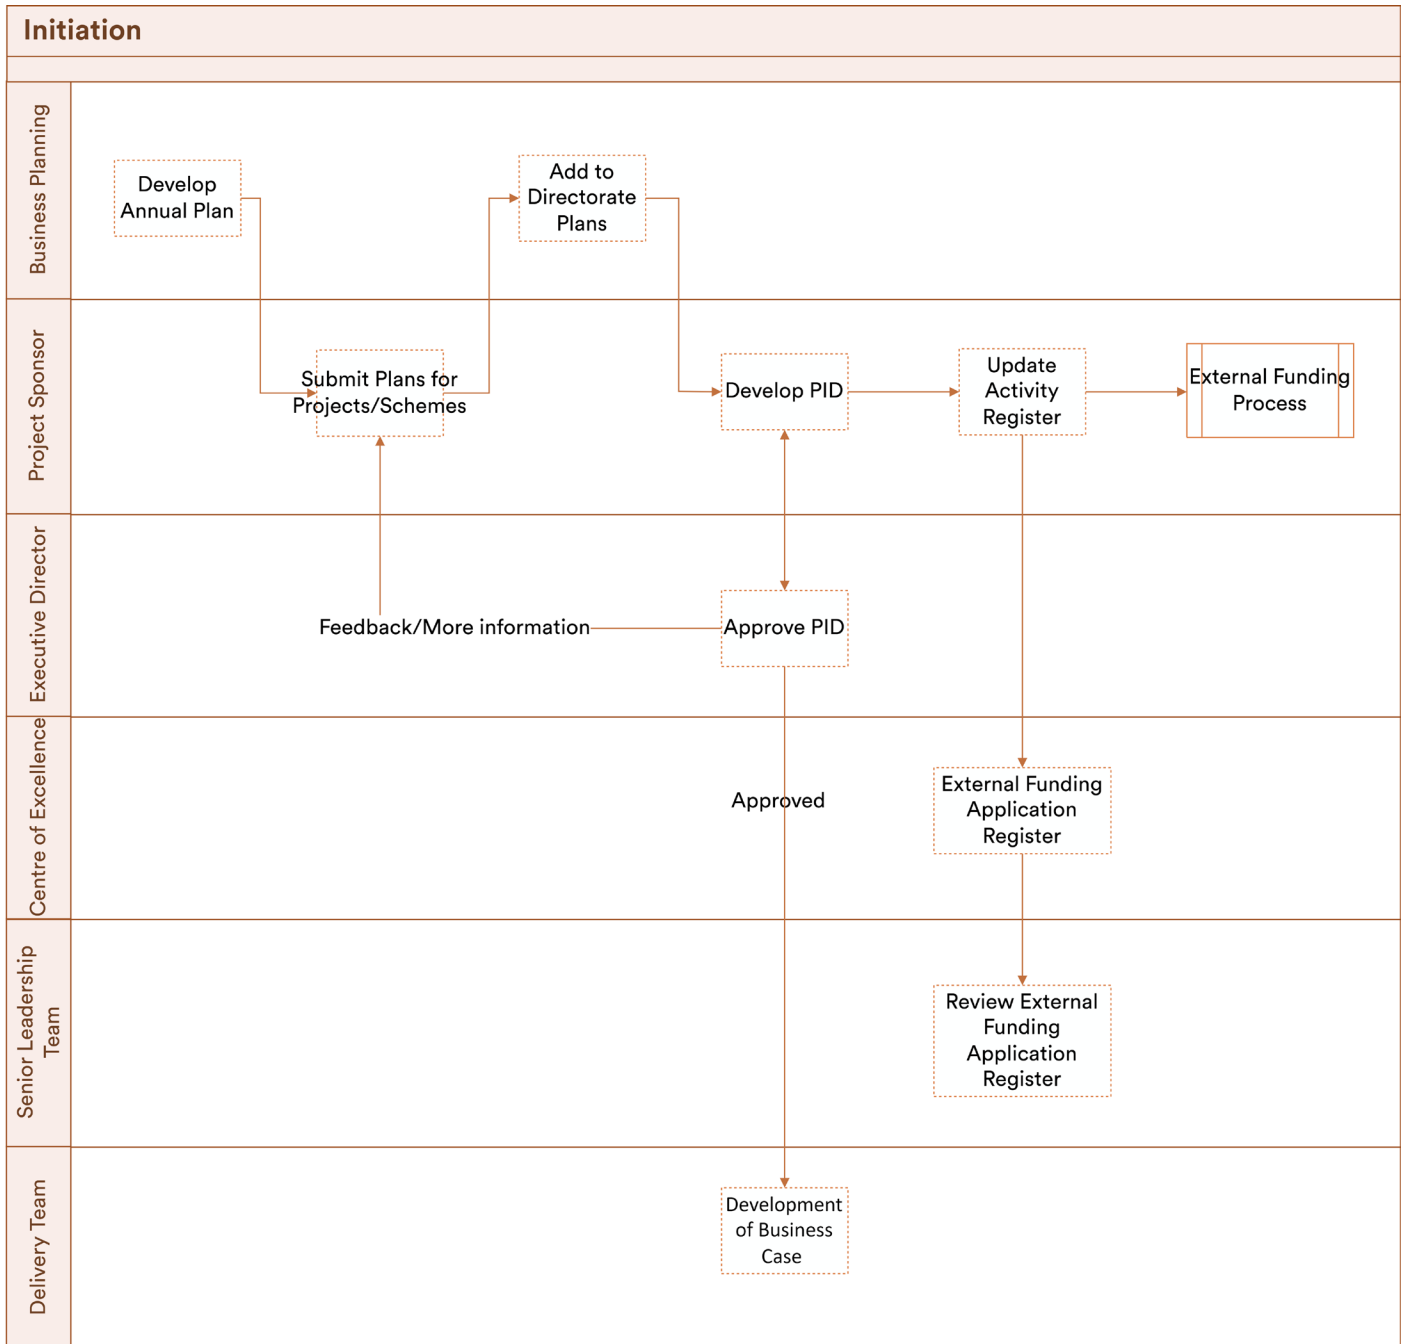 Initiation
Business Planning
Develop
Annual Plan
Add to
Directorate
Plans
Project Sponsor
Submit Plans for
Projects/Schemes
Develop PID
Update
Activity
Register
External Funding
Process
Executive Director
Feedback/More information
Approve PID
Centre of Excellence
Approved
External Funding
Application
Register
Senior Leadership
Team
Review External
Funding
Application
Register
Delivery Team
Development
of Business
Case